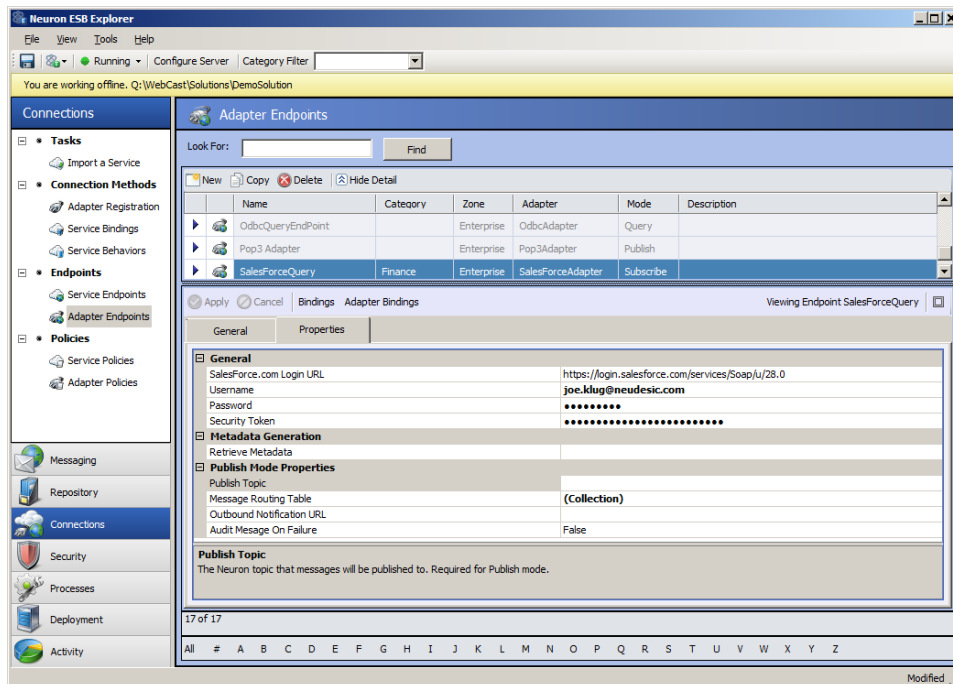 Neuron ESB Explorer
File View Tools Help
Running Configure Server Category Filter
You are working offline. Q:\WebCast\Solutions\DemoSolution
Connections
Tasks
Import a Service
Connection Methods
Adapter Registration
Service Bindings
Service Behaviors
Endpoints
Service Endpoints
Adapter Endpoints
Policies
Service Policies
Adapter Policies
Messaging
Repository
Connections
Security
Processes
Deployment
Activity
Adapter Endpoints
Look For: Find
New Copy Delete Hide Detail
Name Category Zone Adapter Mode Description
OdbcQueryEndPoint Enterprise OdbcAdapter Query
Pop3 Adapter Enterprise Pop3Adapter Publish
SalesForceQuery Finance Enterprise SalesForceAdapter Subscribe
Apply Cancel Bindings Adapter Bindings Viewing Endpoint SalesForceQuery
General Properties
General
SalesForce.com Login URL https://login.salesforce.com/services/Soap/u/28.0
Username joe.klug@neudesic.com
Password ●●●●●●●●●
Security Token ●●●●●●●●●●●●●●●●●●●●●●●●●
Metadata Generation
Retrieve Metadata
Publish Mode Properties
Publish Topic
Message Routing Table (Collection)
Outbound Notification URL
Audit Mesage On Failure False
Publish Topic
The Neuron topic that messages will be published to. Required for Publish mode.
17 of 17
All # A B C D E F G H I J K L M N O P Q R S T U V W X Y Z
Modified